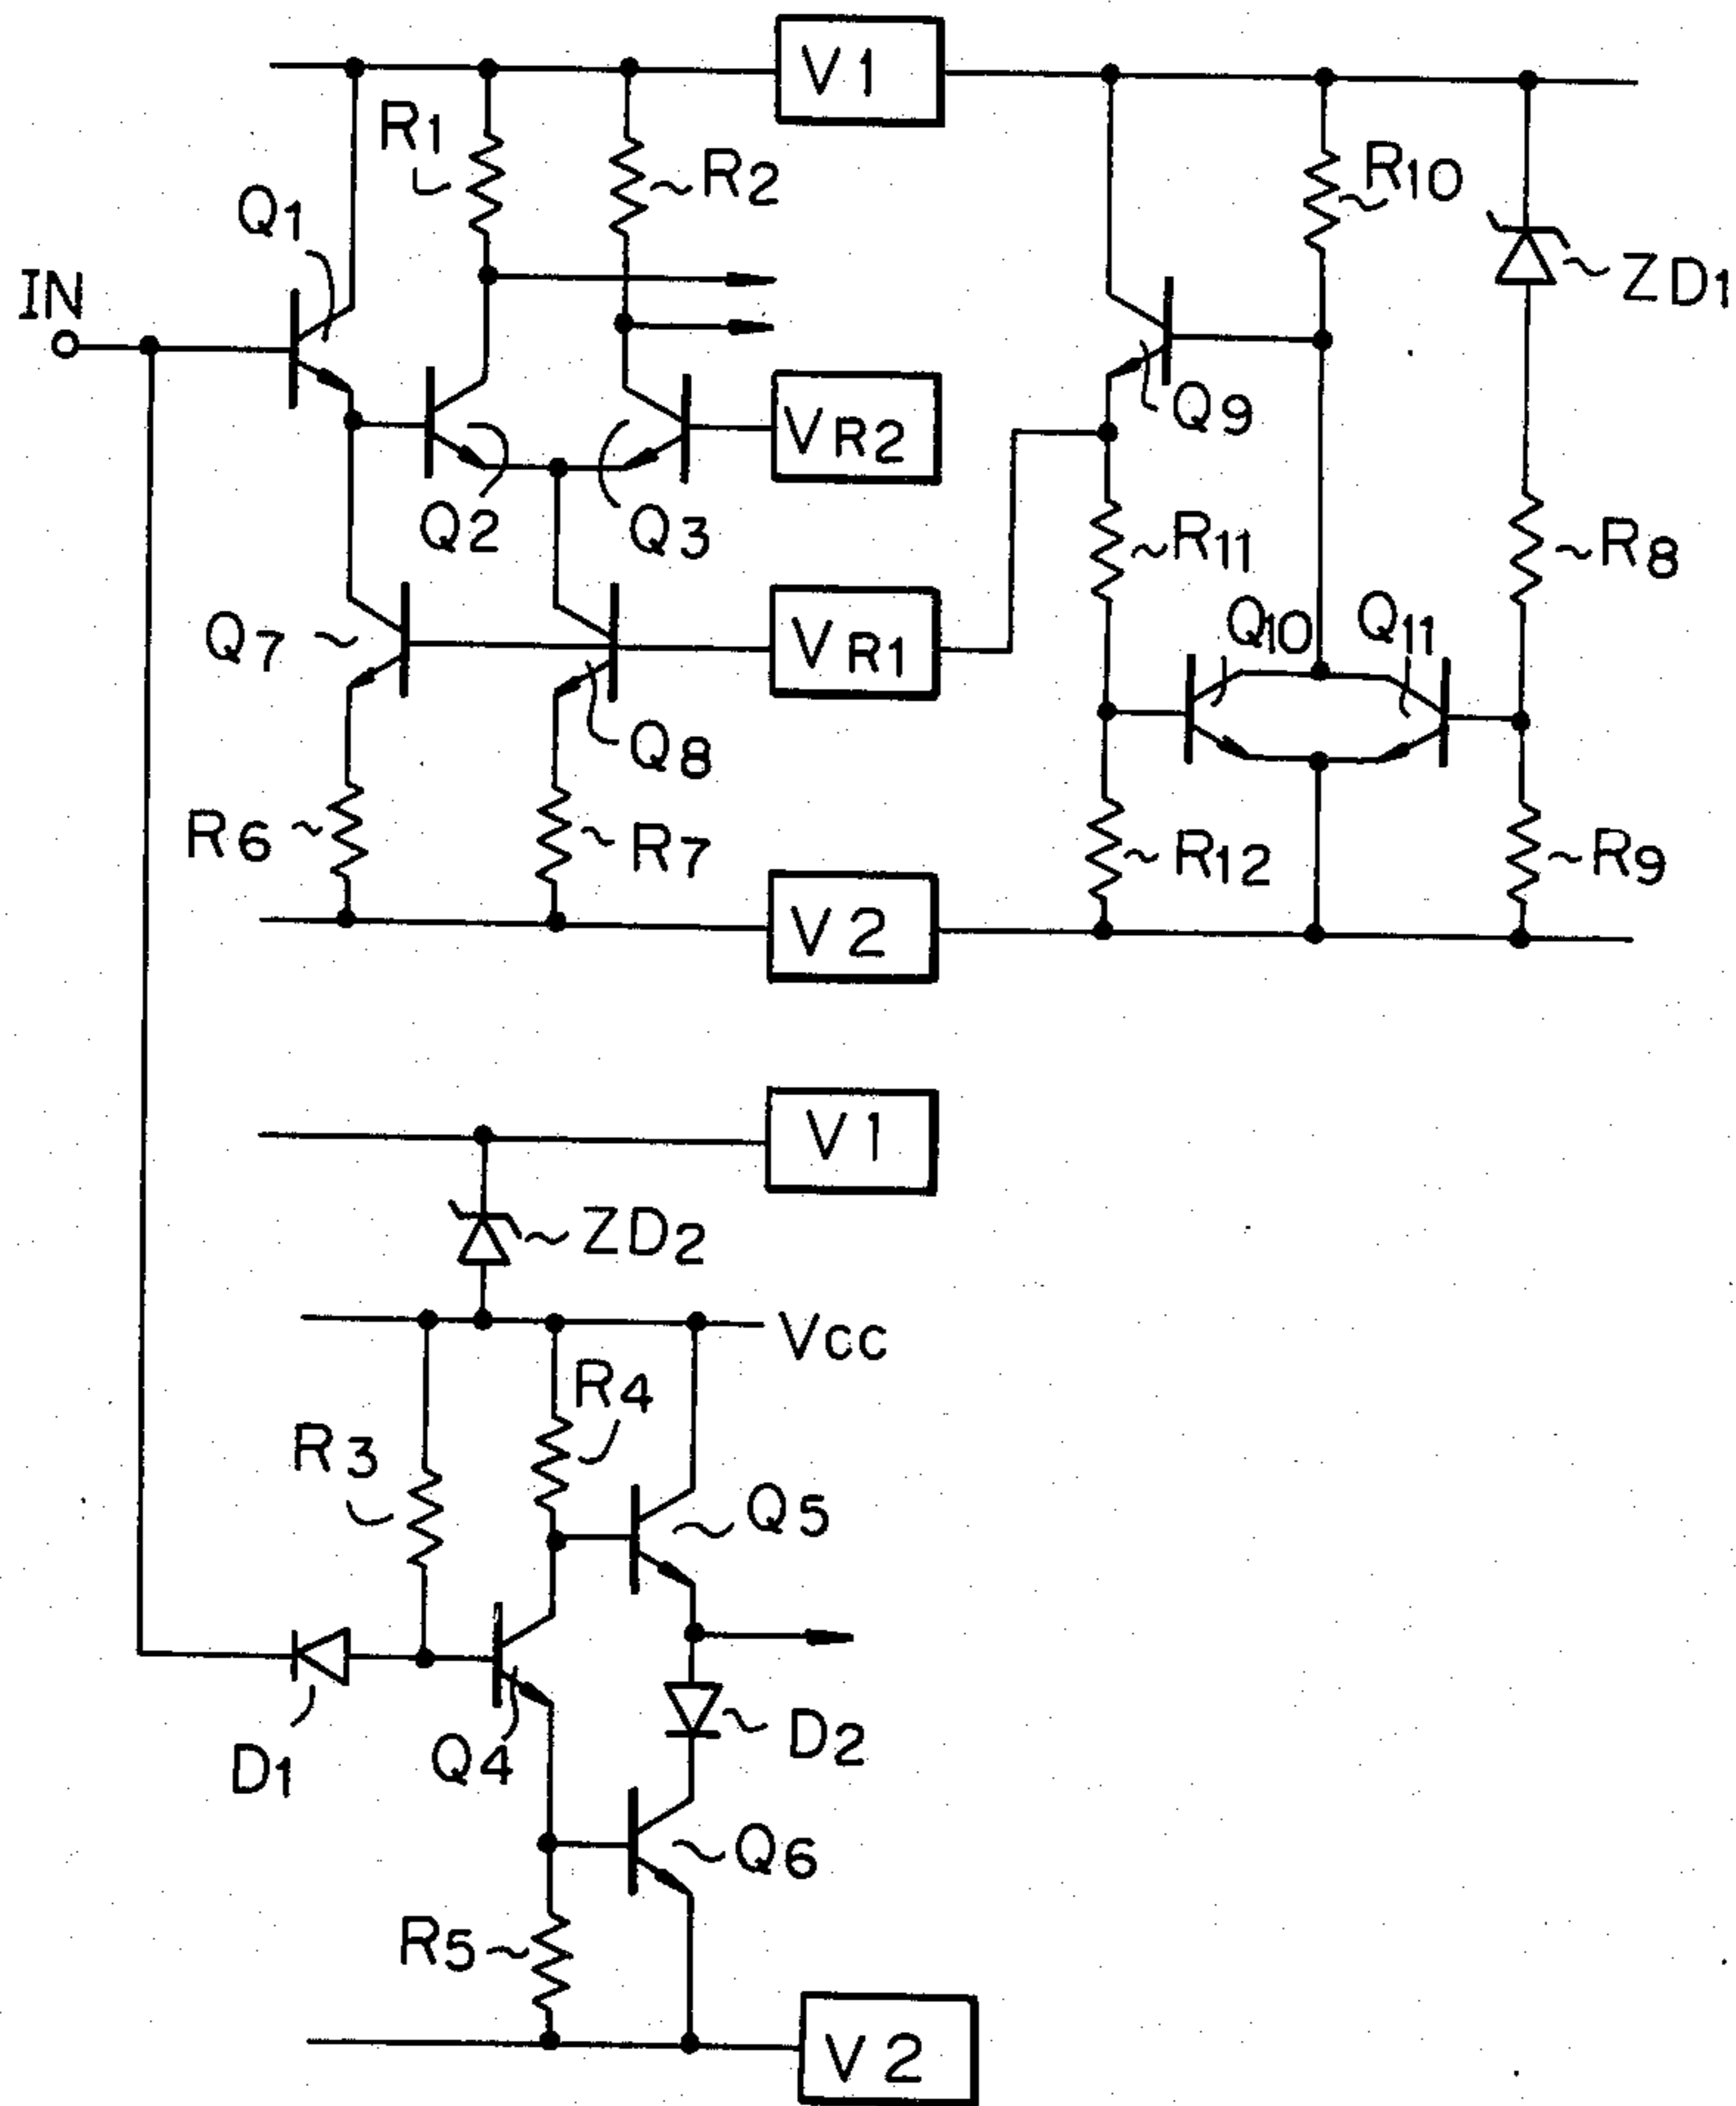 V1
R1
R2
R10
Q1
IN
ZD1
Q9
VR2
Q2
Q3
R11
R8
Q7
VR1
Q10
Q11
Q8
R6
R7
R12
R9
V2
V1
ZD2
Vcc
R4
R3
Q5
D1
Q4
D2
Q6
R5
V2